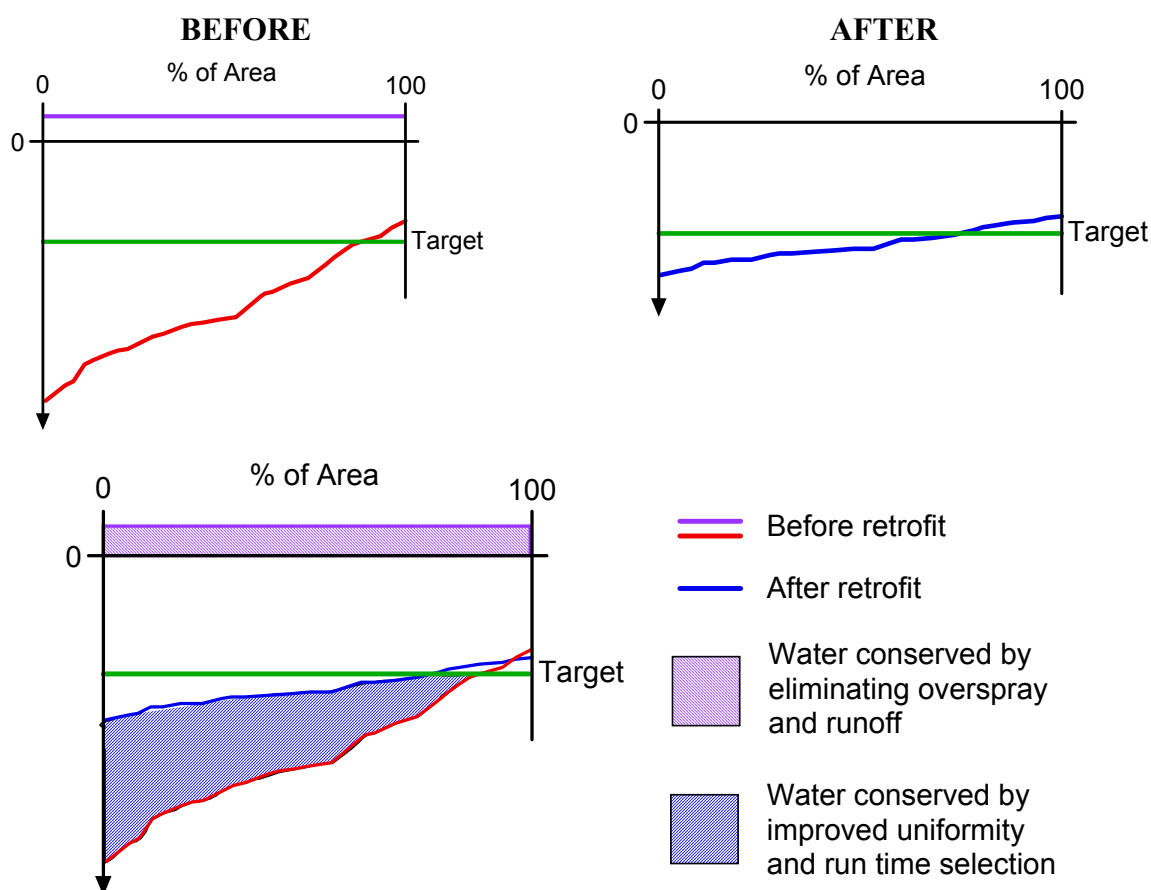 BEFORE
% of Area
0
100
0
Target
AFTER
% of Area
0
100
0
Target
% of Area
0
100
0
Target
Before retrofit
After retrofit
Water conserved by
eliminating overspray
and runoff
Water conserved by
improved uniformity
and run time selection